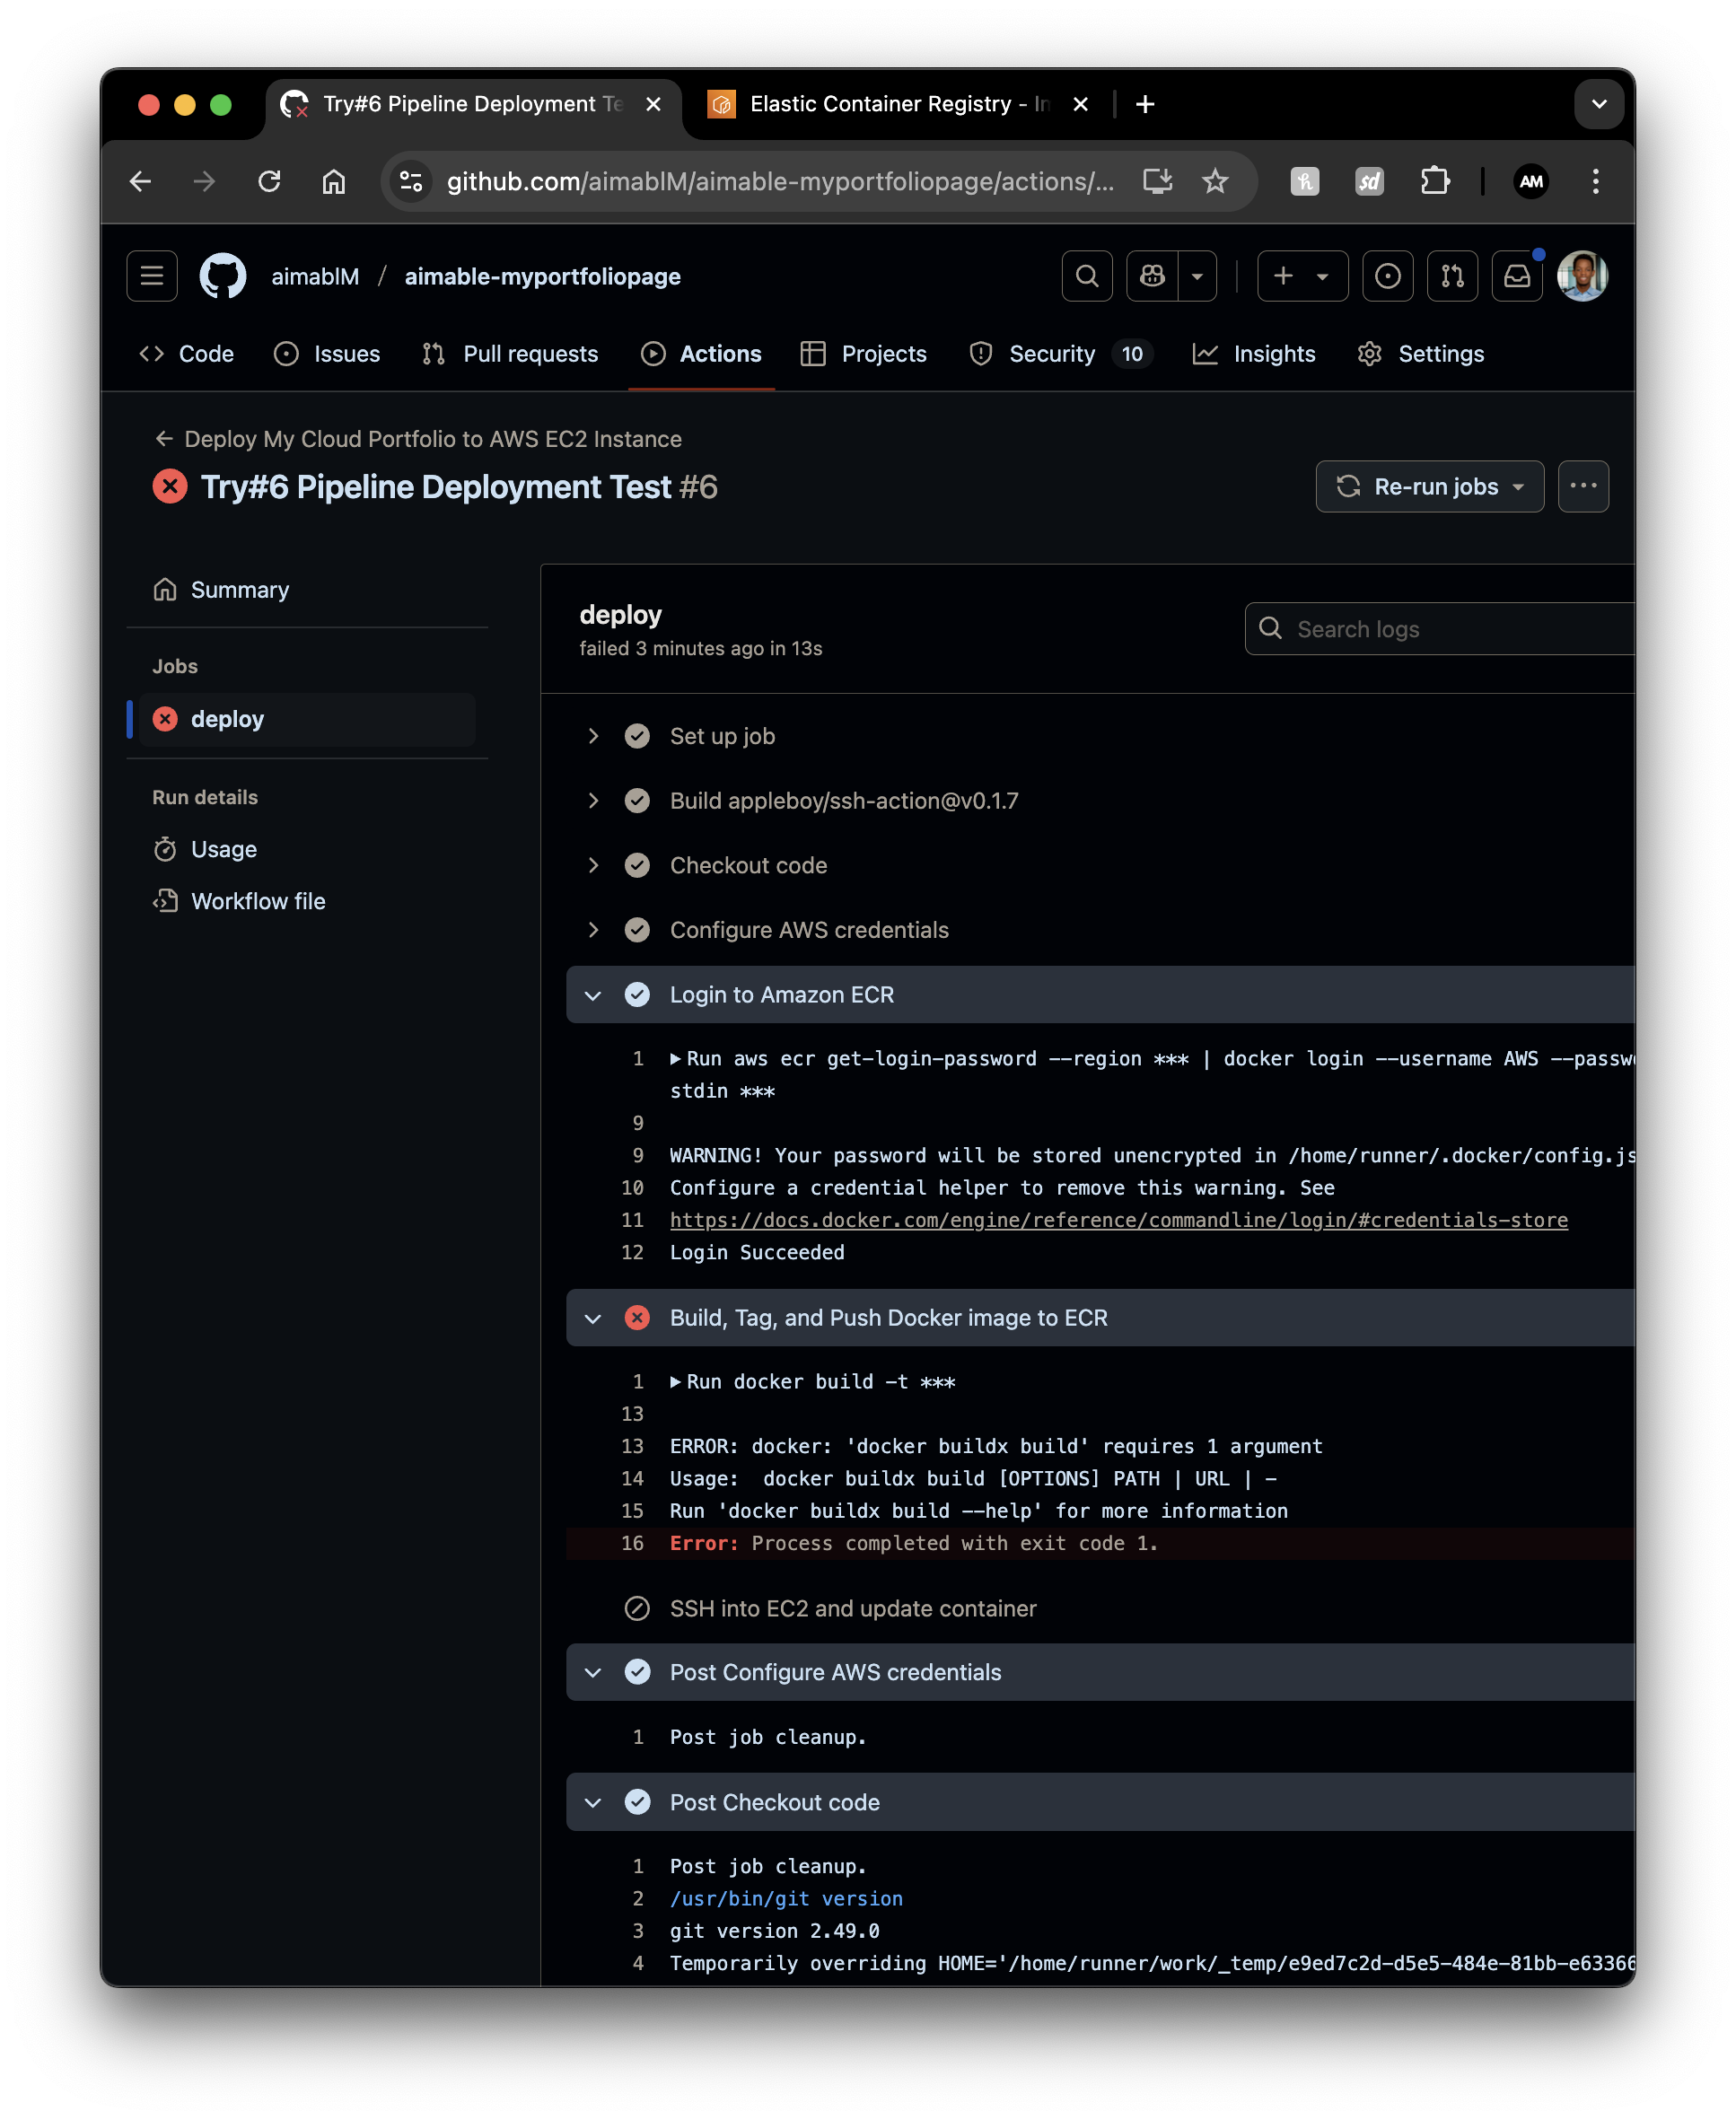 Try#6 Pipeline Deployment Te
Elastic Container Registry - In
github.com/aimablM/aimable-myportfoliopage/actions/...
AM
aimablM / aimable-myportfoliopage
Code
Issues
Pull requests
Actions
Projects
Security 10
Insights
Settings
Deploy My Cloud Portfolio to AWS EC2 Instance
Try#6 Pipeline Deployment Test #6
Re-run jobs
Summary
Jobs
deploy
Run details
Usage
Workflow file
deploy
failed 3 minutes ago in 13s
Search logs
Set up job
Build appleboy/ssh-action@v0.1.7
Checkout code
Configure AWS credentials
Login to Amazon ECR
1 Run aws ecr get-login-password --region *** | docker login --username AWS --passw
stdin ***
9
9 WARNING! Your password will be stored unencrypted in /home/runner/.docker/config.js
10 Configure a credential helper to remove this warning. See
11 https://docs.docker.com/engine/reference/commandline/login/#credentials-store
12 Login Succeeded
Build, Tag, and Push Docker image to ECR
1 Run docker build -t ***
13
13 ERROR: docker: 'docker buildx build' requires 1 argument
14 Usage:  docker buildx build [OPTIONS] PATH | URL | -
15 Run 'docker buildx build --help' for more information
16 Error: Process completed with exit code 1.
SSH into EC2 and update container
Post Configure AWS credentials
1 Post job cleanup.
Post Checkout code
1 Post job cleanup.
2 /usr/bin/git version
3 git version 2.49.0
4 Temporarily overriding HOME='/home/runner/work/_temp/e9ed7c2d-d5e5-484e-81bb-e63366